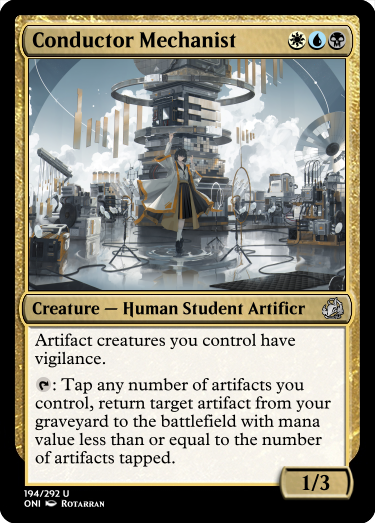 Conductor Mechanist
Creature — Human Student Artificr
Artifact creatures you control have
vigilance.
: Tap any number of artifacts you
control, return target artifact from your
graveyard to the battlefield with mana
value less than or equal to the number
of artifacts tapped.
1/3
194/292 U
ONI Rotarran